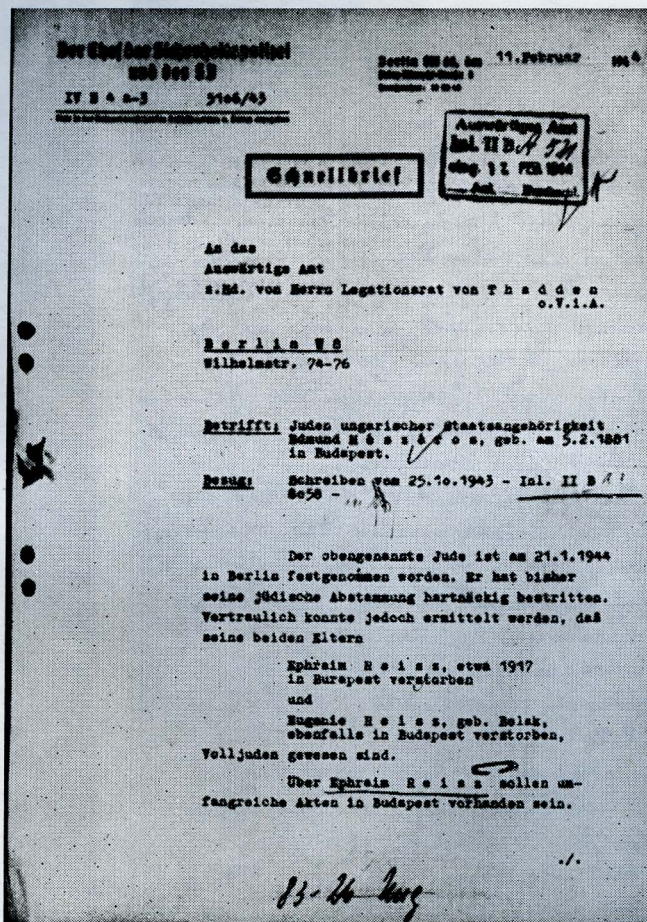 Der Chef der Sicherheitspolizei
und des SD
IV B 4 a-3 3106/43
Berlin SW 68, den 11. Februar 1944
Schnellbrief
Auswärtiges Amt
Inl. II B
eing. 12. FEB. 1944
An das
Auswärtige Amt
z.Hd. von Herrn Legationsrat von T h a d d e n
o.V.i.A.
B e r l i n W 8
Wilhelmstr. 74-76
Betrifft: Juden ungarischer Staatsangehörigkeit
Edmund M é s z á r o s, geb. am 5.2.1881
in Budapest.
Bezug: Schreiben vom 25.10.1943 - Inl. II B
8058 -
Der obengenannte Jude ist am 21.1.1944
in Berlin festgenommen worden. Er hat bisher
seine jüdische Abstammung hartnäckig bestritten.
Vertraulich konnte jedoch ermittelt werden, daß
seine beiden Eltern
Ephraim R e i s s, etwa 1917
in Burapest verstorben
und
Eugenie R e i s s, geb. Belak,
ebenfalls in Budapest verstorben,
Volljuden gewesen sind.
Über Ephraim R e i s s sollen um-
fangreiche Akten in Budapest vorhanden sein.
./.
83-26